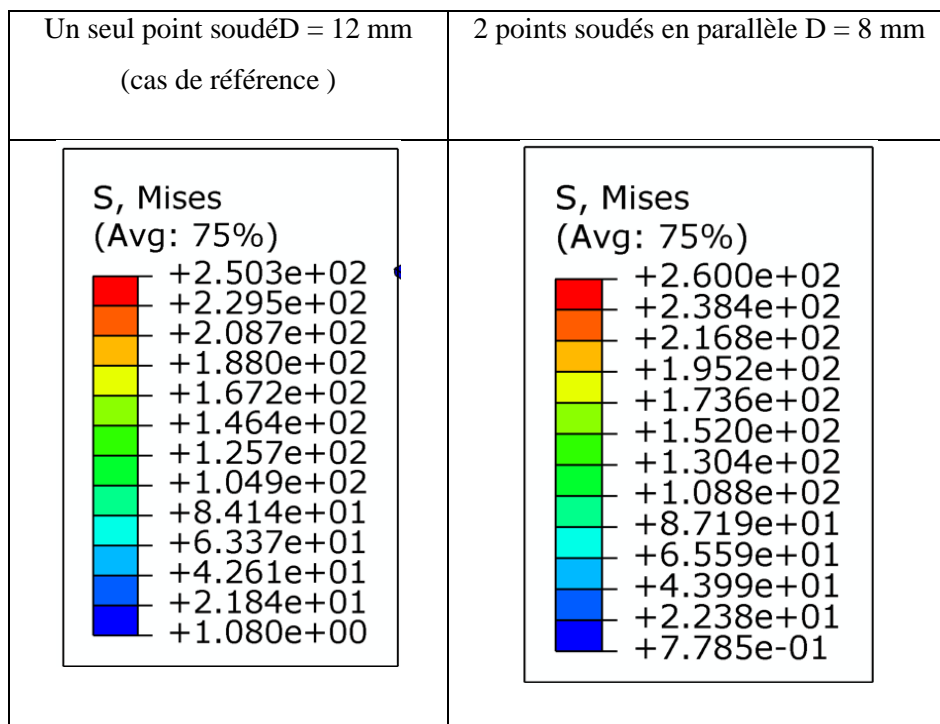 Un seul point soudéD = 12 mm
(cas de référence )
2 points soudés en parallèle D = 8 mm
S, Mises
(Avg: 75%)
+2.503e+02
+2.295e+02
+2.087e+02
+1.880e+02
+1.672e+02
+1.464e+02
+1.257e+02
+1.049e+02
+8.414e+01
+6.337e+01
+4.261e+01
+2.184e+01
+1.080e+00
S, Mises
(Avg: 75%)
+2.600e+02
+2.384e+02
+2.168e+02
+1.952e+02
+1.736e+02
+1.520e+02
+1.304e+02
+1.088e+02
+8.719e+01
+6.559e+01
+4.399e+01
+2.238e+01
+7.785e-01